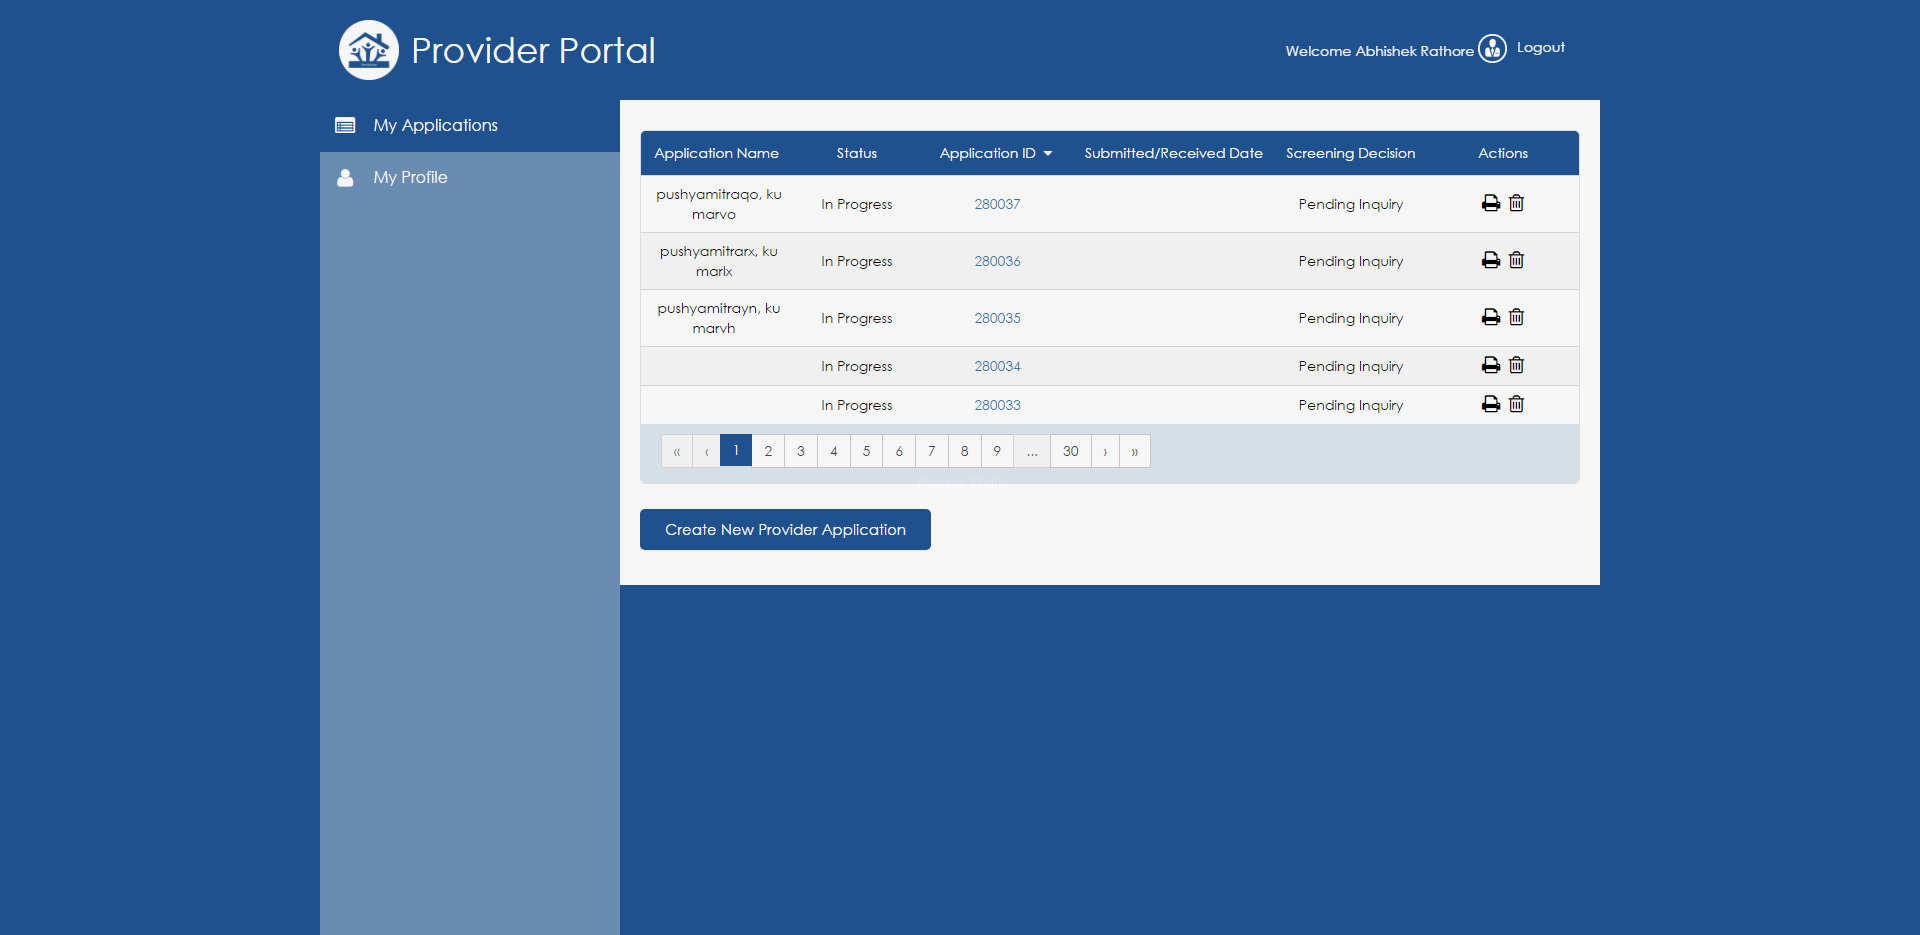 Provider Portal
Welcome Abhishek Rathore
Logout
My Applications
My Profile
Application Name Status Application ID Submitted/Received Date Screening Decision Actions
pushyamitraqo, ku
marvo
In Progress 280037 Pending Inquiry
pushyamitrarx, ku
marlx
In Progress 280036 Pending Inquiry
pushyamitrayn, ku
marvh
In Progress 280035 Pending Inquiry
In Progress 280034 Pending Inquiry
In Progress 280033 Pending Inquiry
« ‹ 1 2 3 4 5 6 7 8 9 ... 30 › »
Please Wait
Create New Provider Application